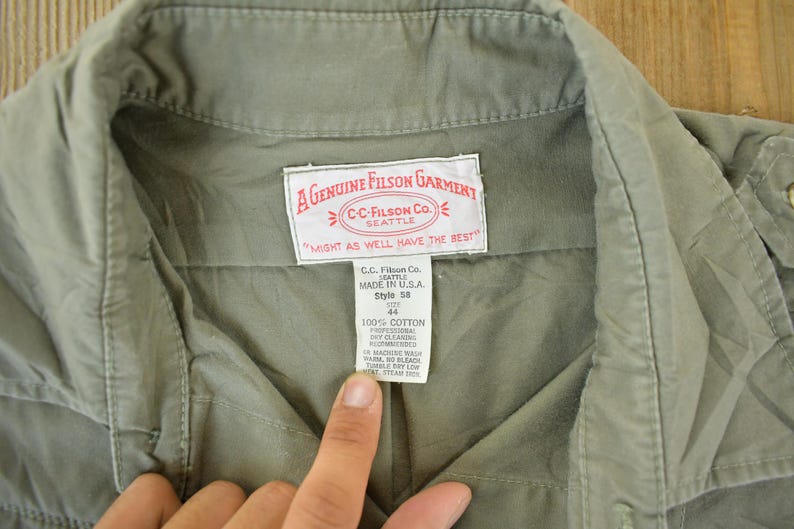 A GENUINE FILSON GARMENT
C·C·FILSON CO.
SEATTLE
"MIGHT AS WELL HAVE THE BEST"
C.C. Filson Co.
SEATTLE
MADE IN U.S.A.
Style 58
SIZE
44
100% COTTON
PROFESSIONAL
DRY CLEANING
RECOMMENDED
OR MACHINE WASH
WARM. NO BLEACH.
TUMBLE DRY LOW
HEAT. STEAM IRON.